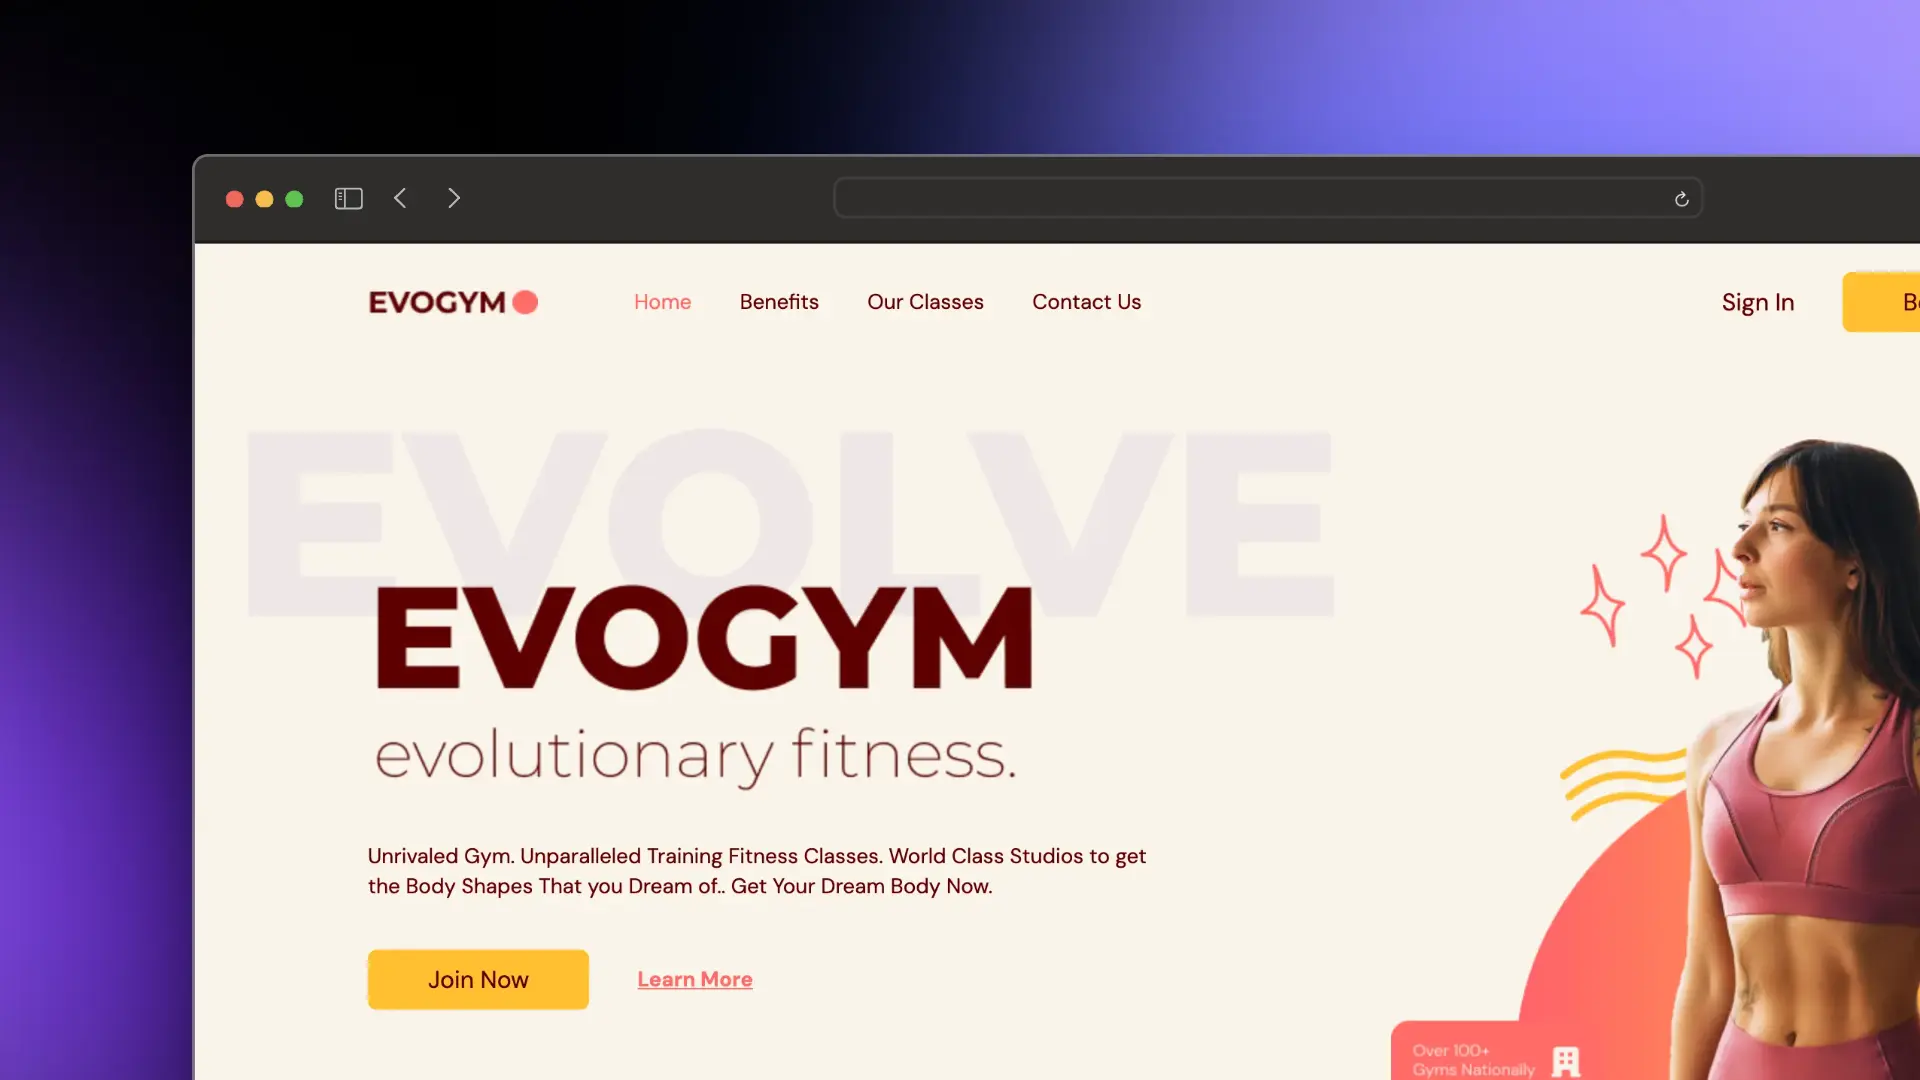 EVOGYM
Home
Benefits
Our Classes
Contact Us
Sign In
EVOLVE
EVOGYM
evolutionary fitness.
Unrivaled Gym. Unparalleled Training Fitness Classes. World Class Studios to get
the Body Shapes That you Dream of.. Get Your Dream Body Now.
Join Now
Learn More
Over 100+
Gyms Nationally